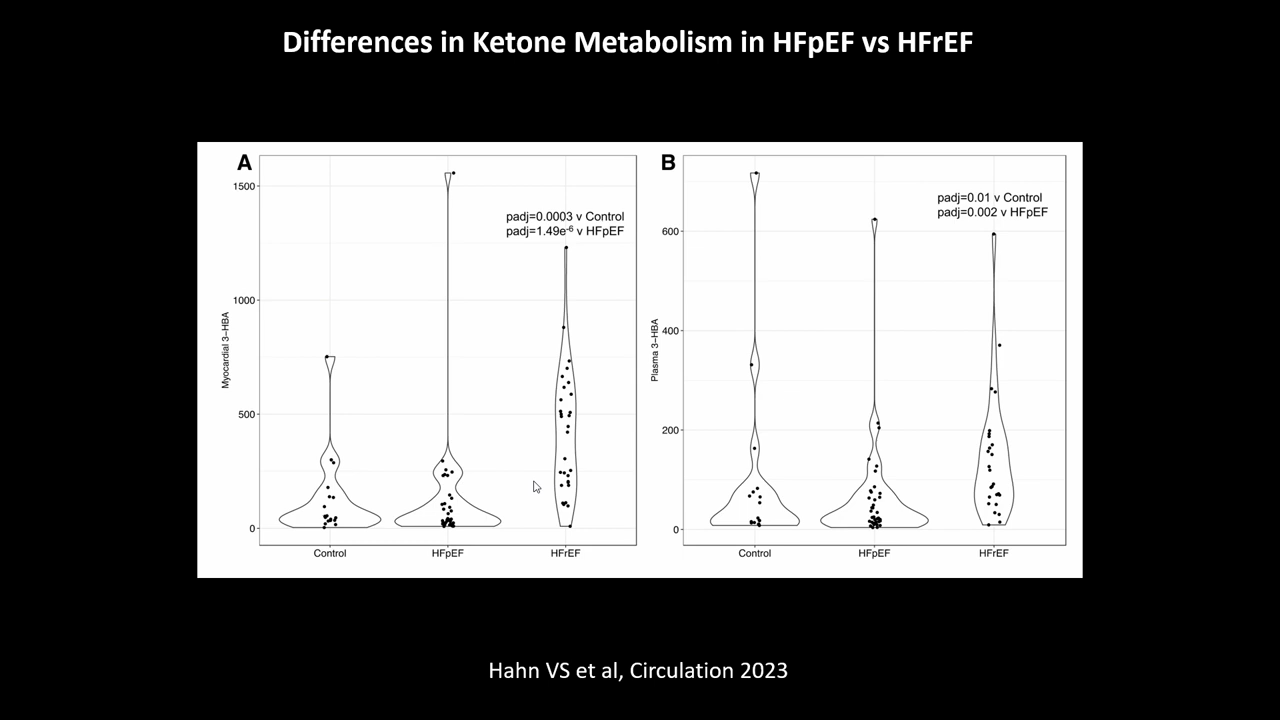 Differences in Ketone Metabolism in HFpEF vs HFrEF
A
1500
1000
500
0
Myocardial 3−HBA
padj=0.0003 v Control
padj=1.49e-6 v HFpEF
Control
HFpEF
HFrEF
B
600
400
200
0
Plasma 3−HBA
padj=0.01 v Control
padj=0.002 v HFpEF
Control
HFpEF
HFrEF
Hahn VS et al, Circulation 2023